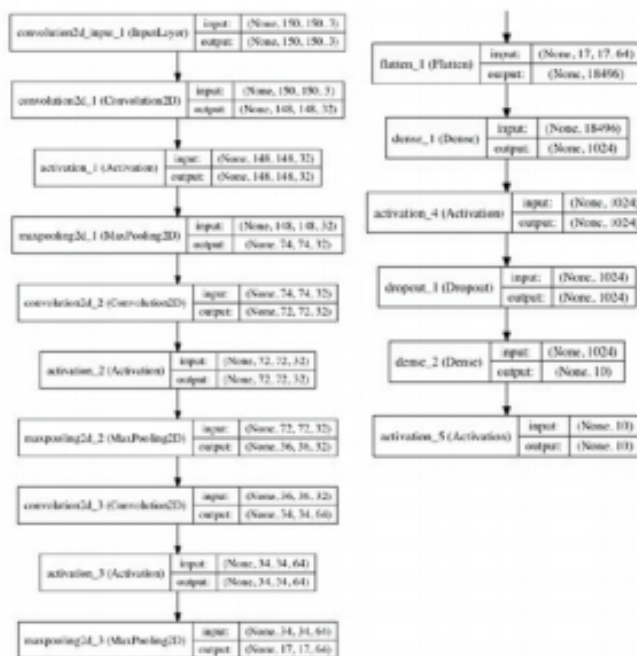 convolution2d_input_1 (InputLayer) input: (None, 150, 150, 3)
output: (None, 150, 150, 3)
convolution2d_1 (Convolution2D) input: (None, 150, 150, 3)
output: (None, 148, 148, 32)
activation_1 (Activation) input: (None, 148, 148, 32)
output: (None, 148, 148, 32)
maxpooling2d_1 (MaxPooling2D) input: (None, 148, 148, 32)
output: (None, 74, 74, 32)
convolution2d_2 (Convolution2D) input: (None, 74, 74, 32)
output: (None, 72, 72, 32)
activation_2 (Activation) input: (None, 72, 72, 32)
output: (None, 72, 72, 32)
maxpooling2d_2 (MaxPooling2D) input: (None, 72, 72, 32)
output: (None, 36, 36, 32)
convolution2d_3 (Convolution2D) input: (None, 36, 36, 32)
output: (None, 34, 34, 64)
activation_3 (Activation) input: (None, 34, 34, 64)
output: (None, 34, 34, 64)
maxpooling2d_3 (MaxPooling2D) input: (None, 34, 34, 64)
output: (None, 17, 17, 64)
flatten_1 (Flatten) input: (None, 17, 17, 64)
output: (None, 18496)
dense_1 (Dense) input: (None, 18496)
output: (None, 1024)
activation_4 (Activation) input: (None, 1024)
output: (None, 1024)
dropout_1 (Dropout) input: (None, 1024)
output: (None, 1024)
dense_2 (Dense) input: (None, 1024)
output: (None, 10)
activation_5 (Activation) input: (None, 10)
output: (None, 10)